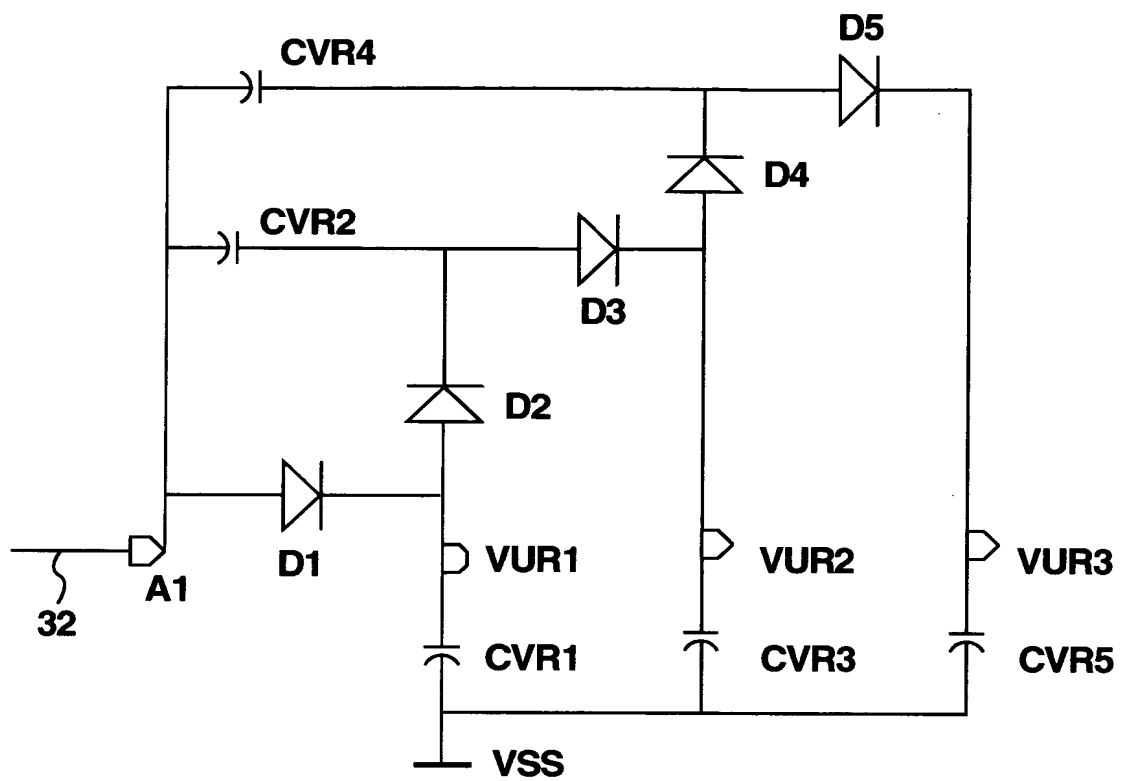 D5
CVR4
D4
CVR2
D3
D2
D1
VUR1
VUR2
VUR3
A1
32
CVR1
CVR3
CVR5
VSS